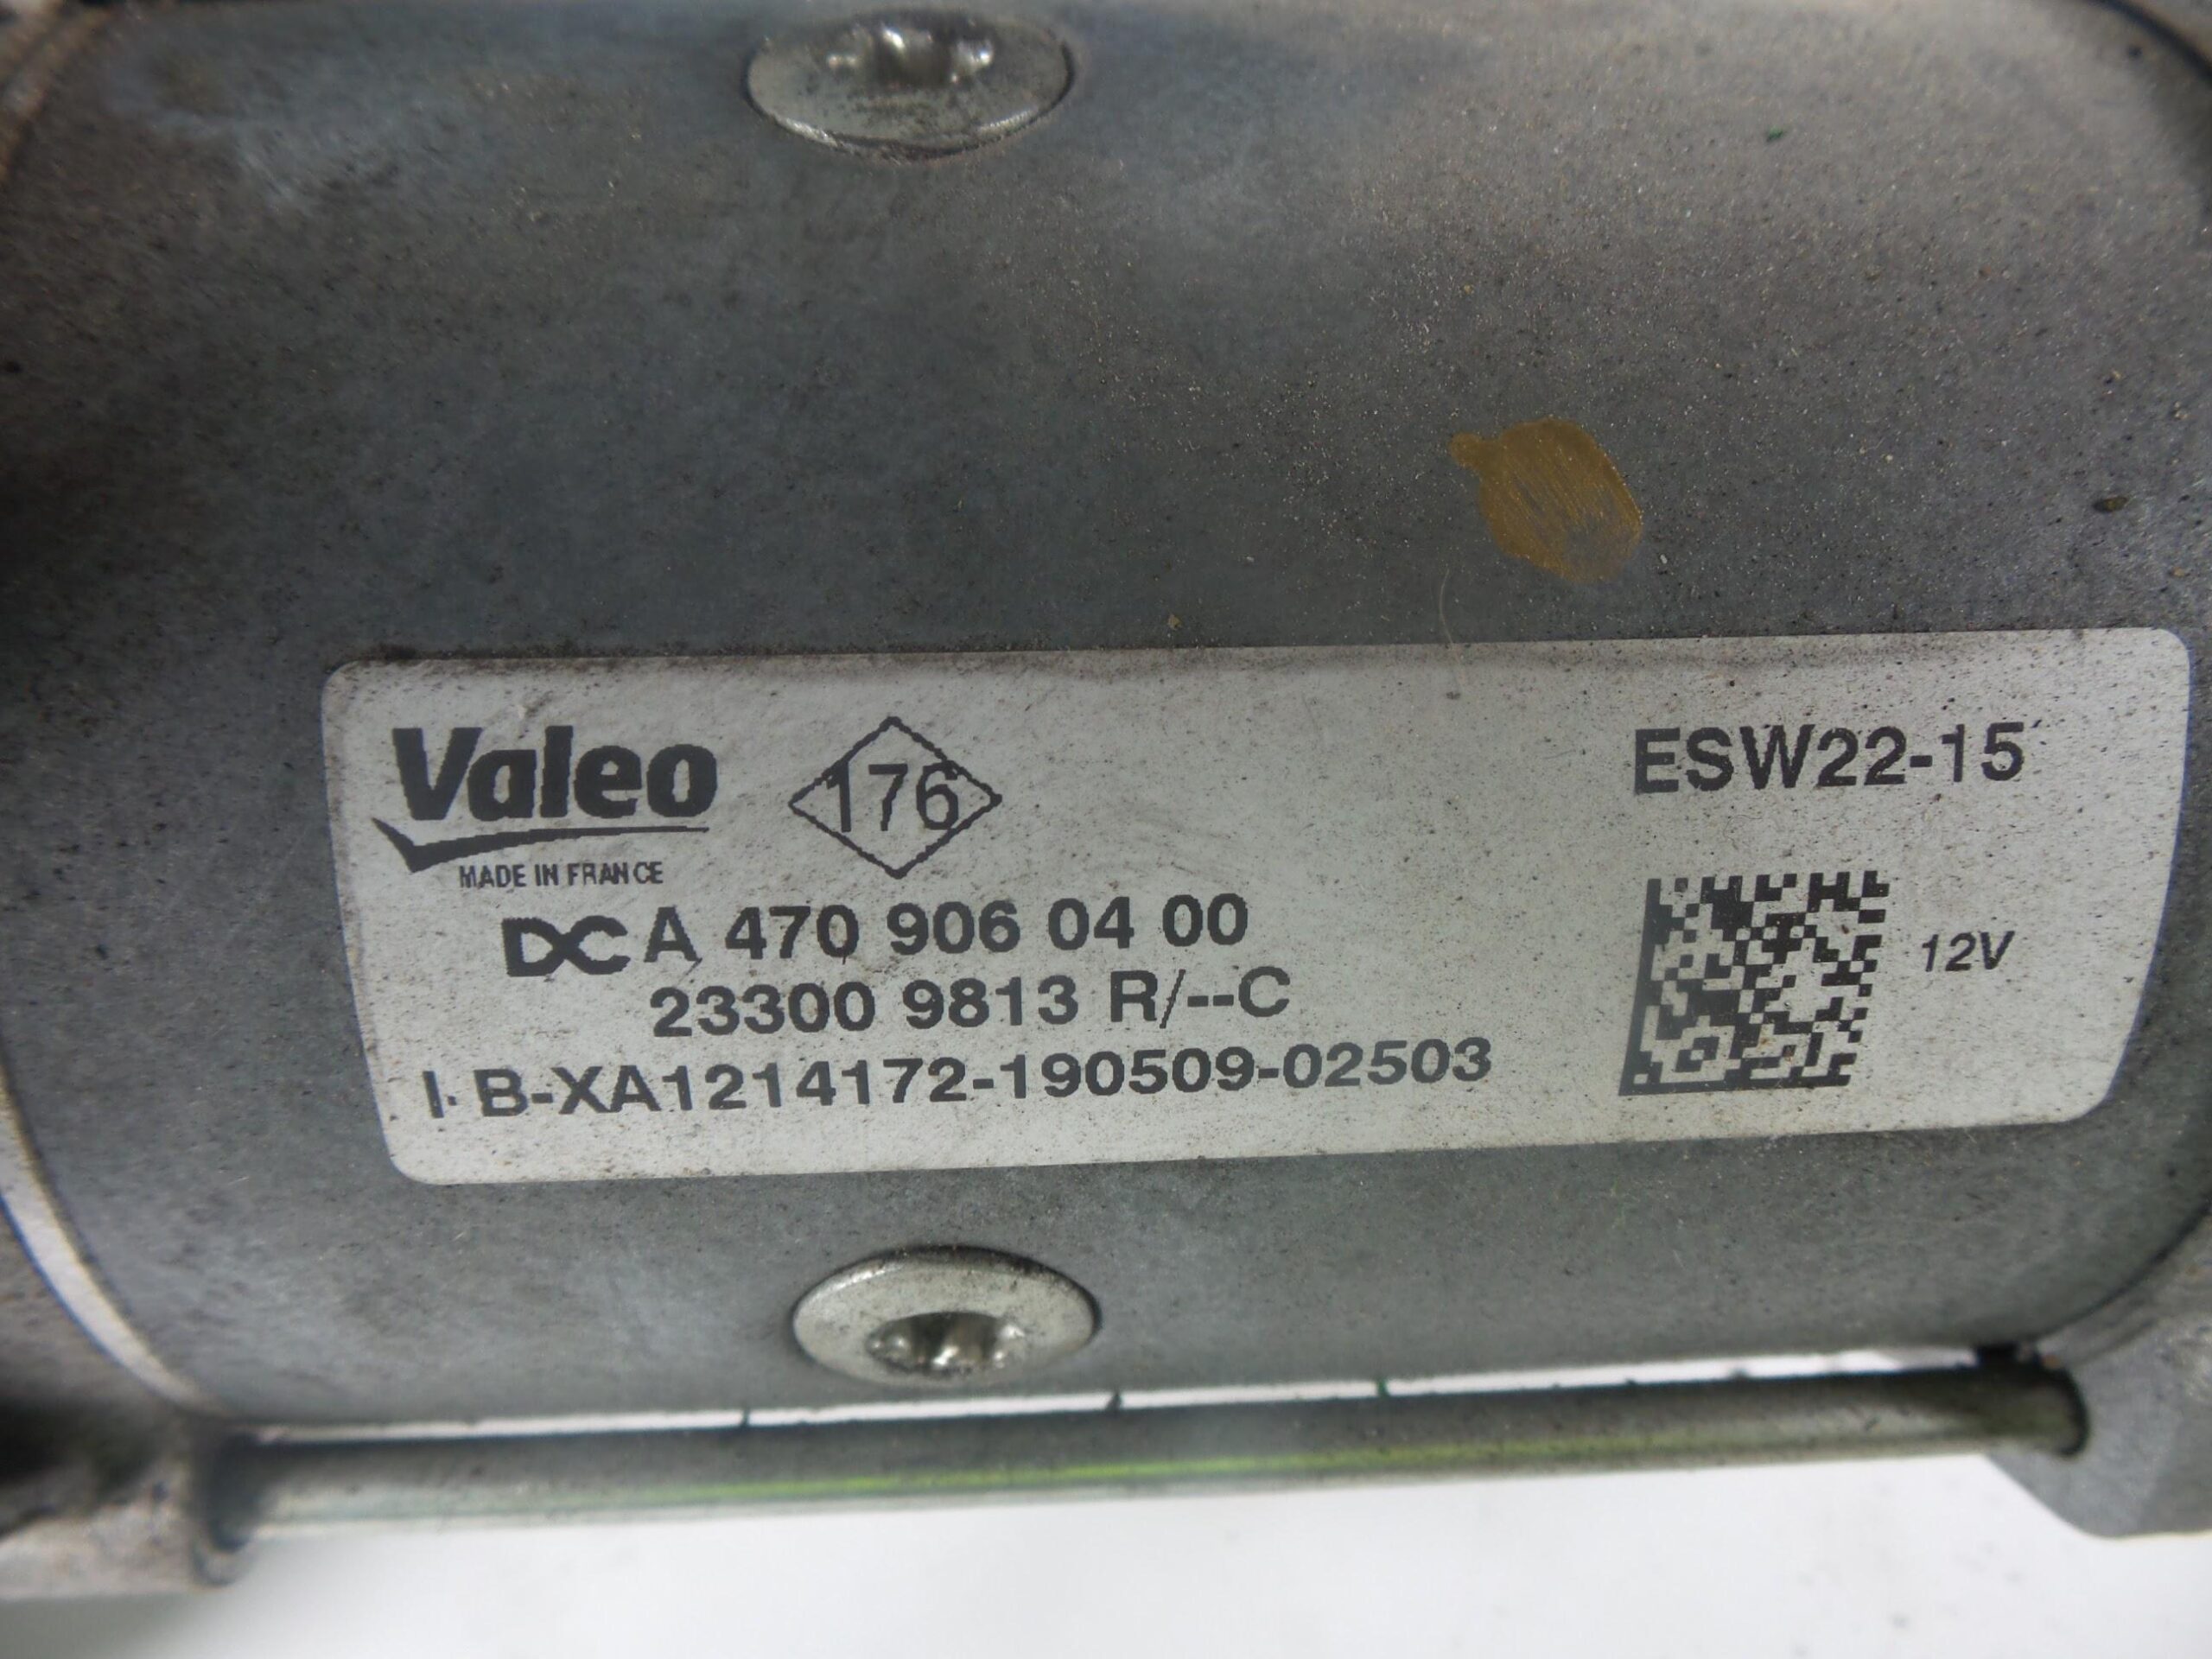 Valeo
MADE IN FRANCE
176
ESW22-15
DC A 470 906 04 00
12V
23300 9813 R/--C
I· B-XA1214172-190509-02503